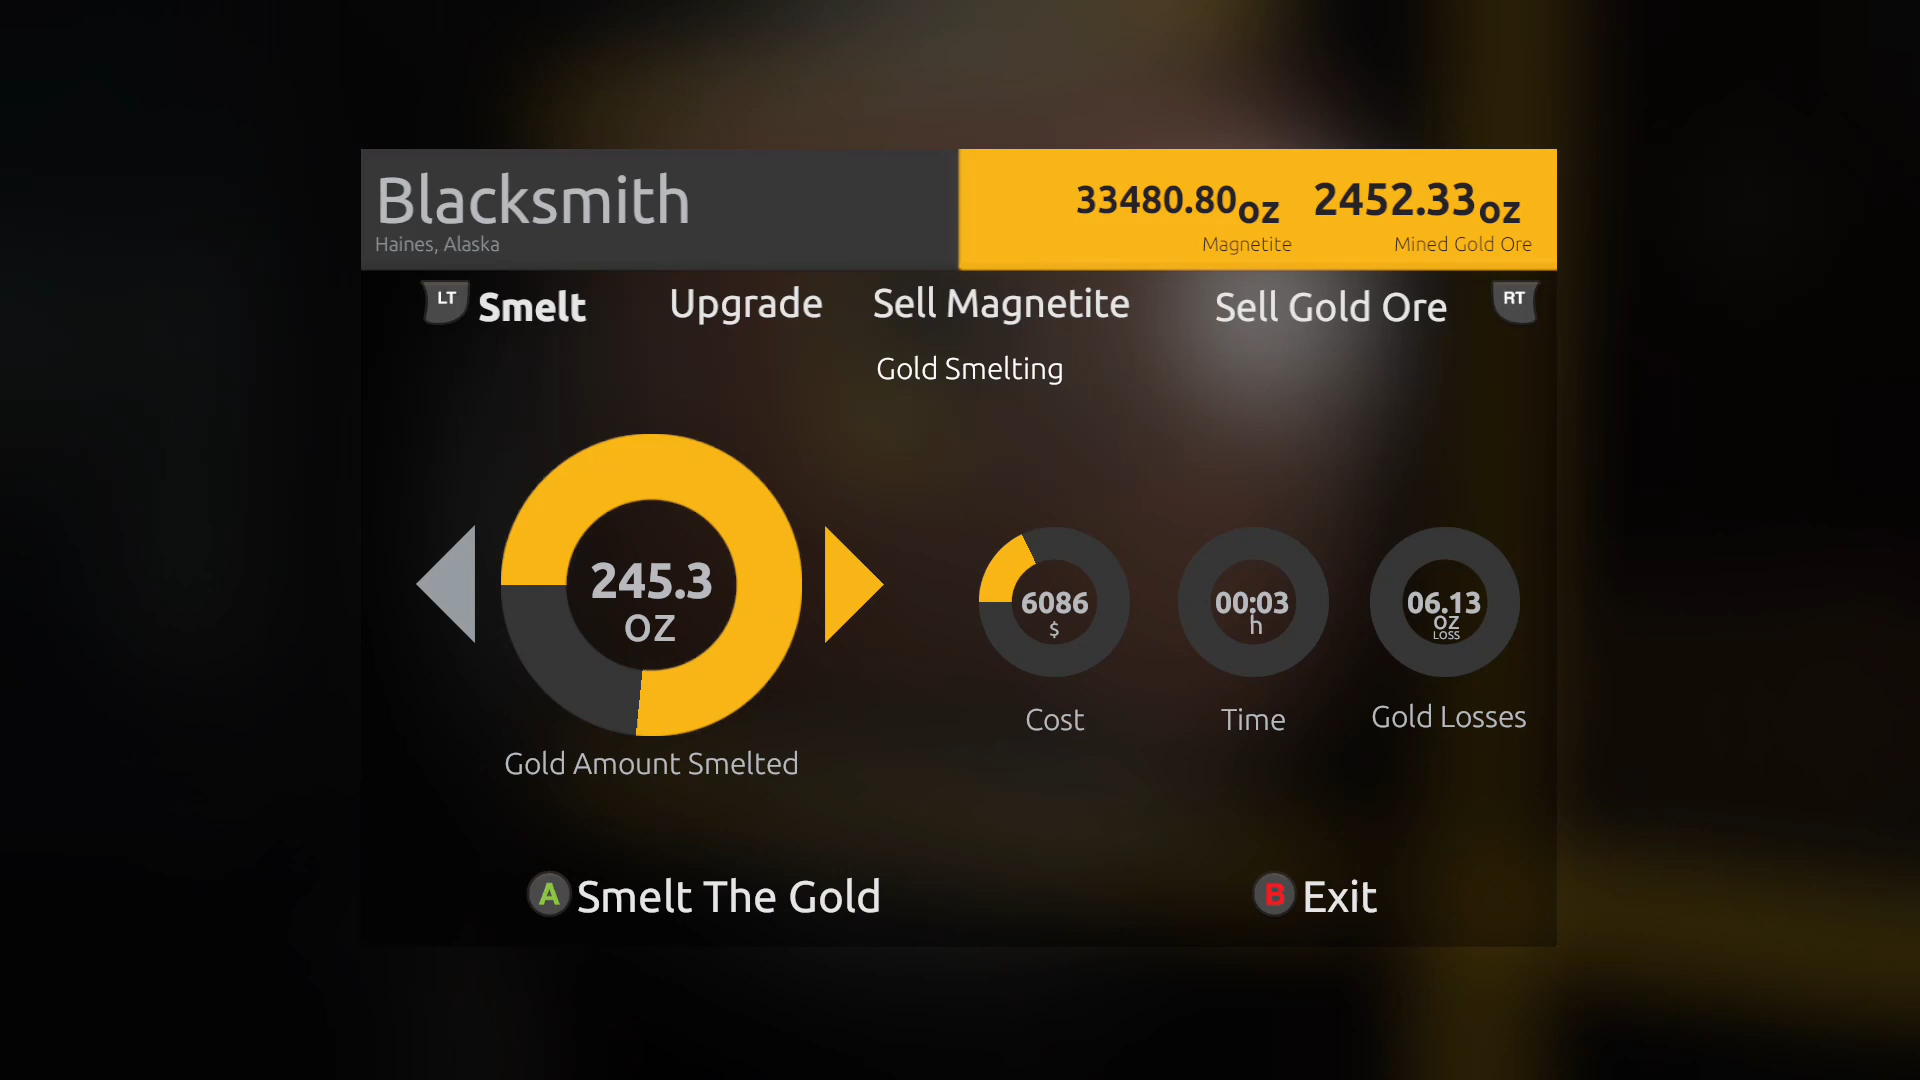 Blacksmith
Haines, Alaska
33480.80oz
Magnetite
2452.33oz
Mined Gold Ore
LT Smelt Upgrade Sell Magnetite Sell Gold Ore RT
Gold Smelting
245.3
oz
Gold Amount Smelted
6086
$
Cost
00:03
h
Time
06.13
oz
LOSS
Gold Losses
A Smelt The Gold
B Exit